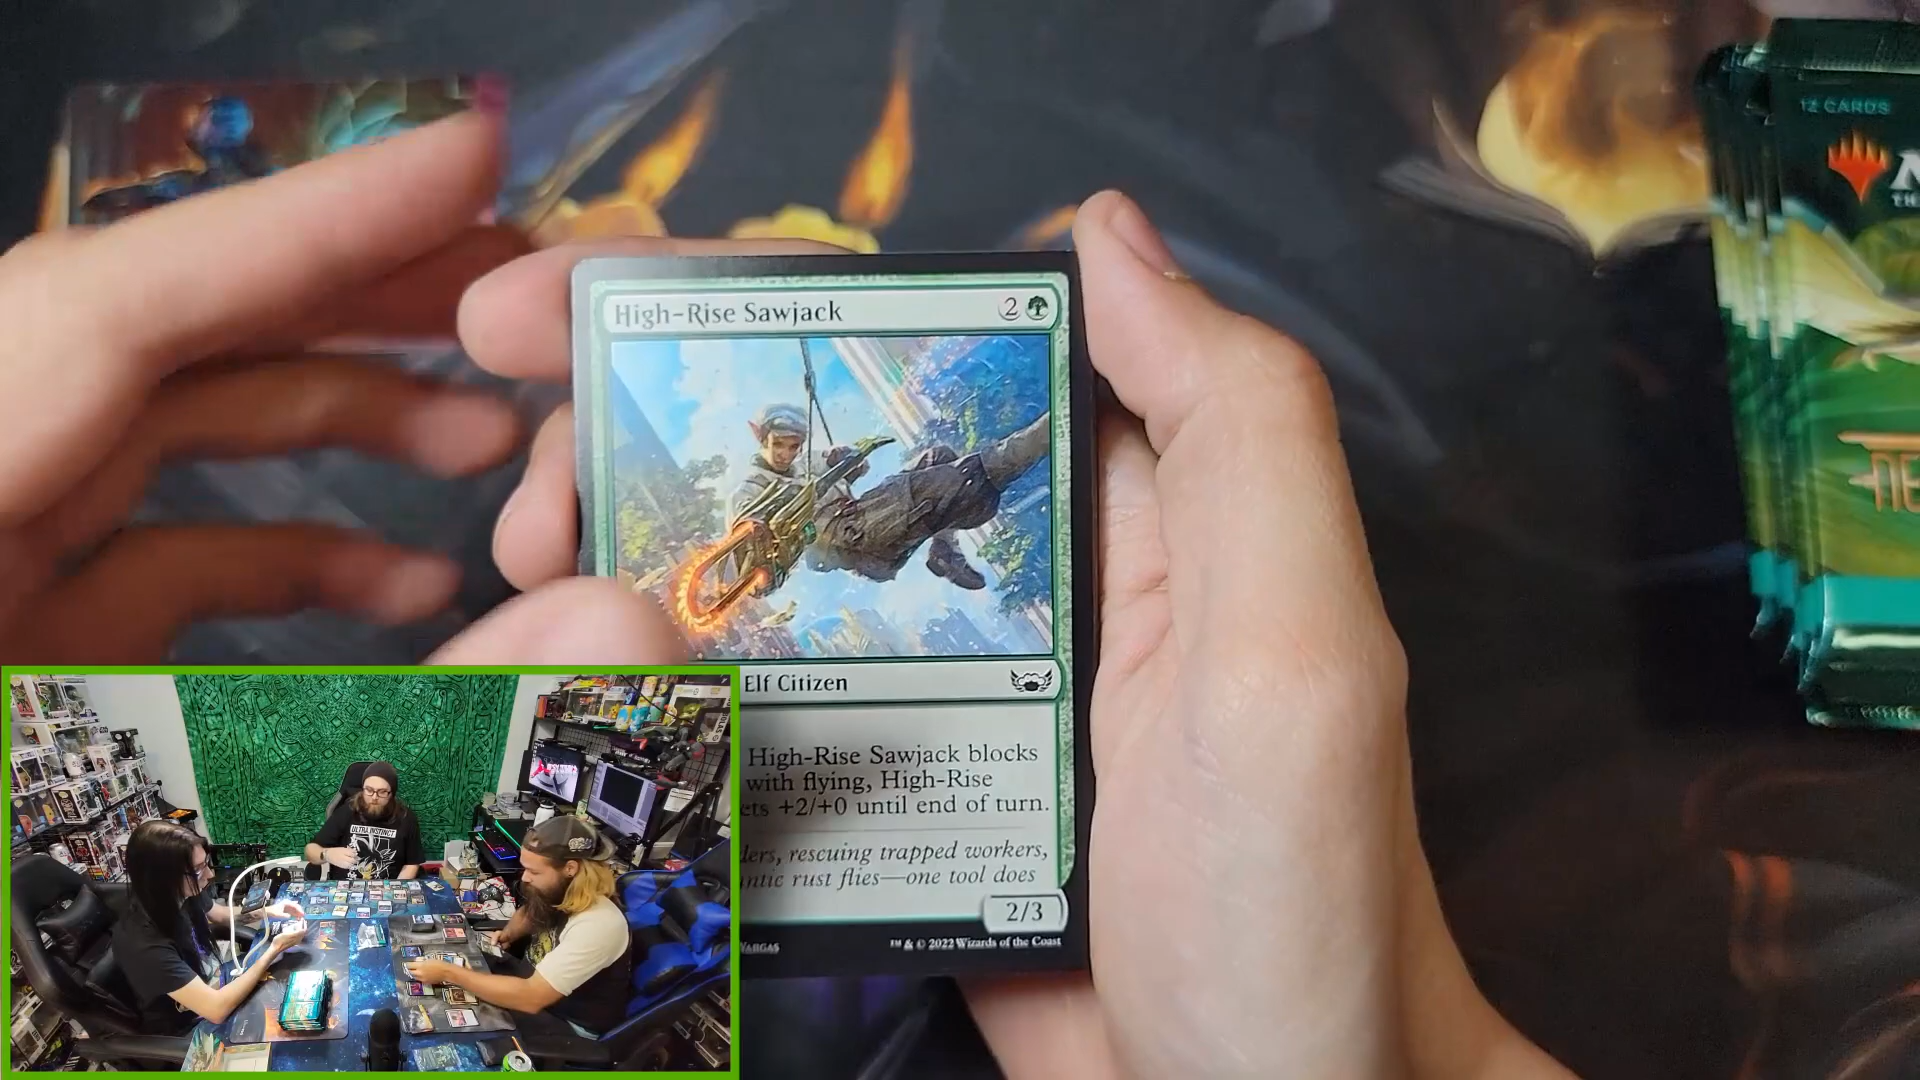 12 CARDS
High-Rise Sawjack
2
Elf Citizen
High-Rise Sawjack blocks
with flying, High-Rise
ets +2/+0 until end of turn.
ders, rescuing trapped workers,
ntic rust flies—one tool does
2/3
VARGAS
™ & © 2022 Wizards of the Coast
ULTRA INSTINCT